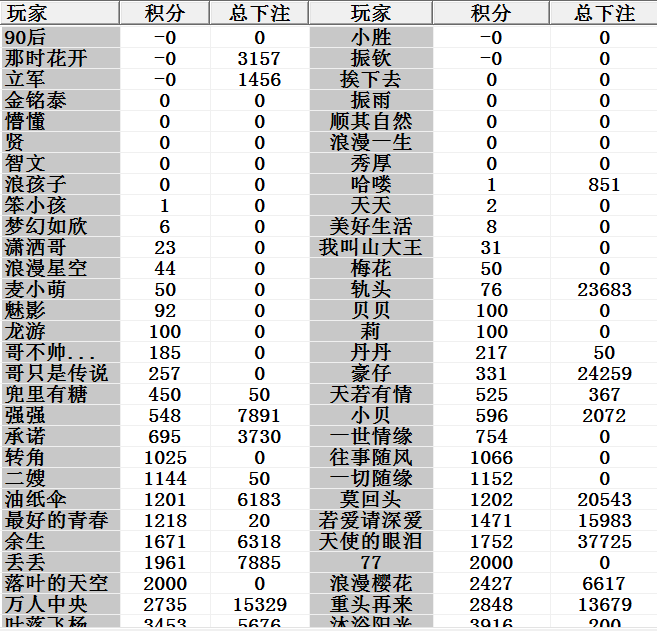 玩家 积分 总下注 玩家 积分 总下注
90后 -0 0 小胜 -0 0
那时花开 -0 3157 振钦 -0 0
立军 -0 1456 挨下去 0 0
金铭泰 0 0 振雨 0 0
懵懂 0 0 顺其自然 0 0
贤 0 0 浪漫一生 0 0
智文 0 0 秀厚 0 0
浪孩子 0 0 哈喽 1 851
笨小孩 1 0 天天 2 0
梦幻如欣 6 0 美好生活 8 0
潇洒哥 23 0 我叫山大王 31 0
浪漫星空 44 0 梅花 50 0
麦小萌 50 0 轨头 76 23683
魅影 92 0 贝贝 100 0
龙游 100 0 莉 100 0
哥不帅... 185 0 丹丹 217 50
哥只是传说 257 0 豪仔 331 24259
兜里有糖 450 50 天若有情 525 367
强强 548 7891 小贝 596 2072
承诺 695 3730 一世情缘 754 0
转角 1025 0 往事随风 1066 0
二嫂 1144 50 一切随缘 1152 0
油纸伞 1201 6183 莫回头 1202 20543
最好的青春 1218 20 若爱请深爱 1471 15983
余生 1671 6318 天使的眼泪 1752 37725
丢丢 1961 7885 77 2000 0
落叶的天空 2000 0 浪漫樱花 2427 6617
万人中央 2735 15329 重头再来 2848 13679
叶落飞杨 3453 5676 沐浴阳光 3916 200